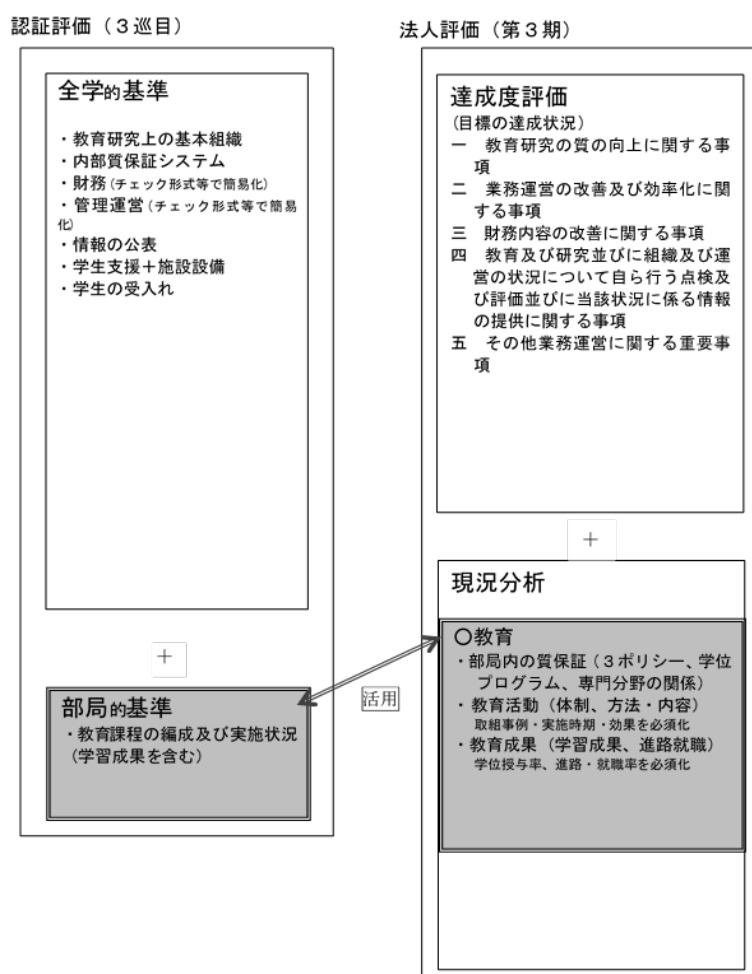 認証評価（３巡目）
全学的基準
・教育研究上の基本組織
・内部質保証システム
・財務（チェック形式等で簡易化）
・管理運営（チェック形式等で簡易
化）
・情報の公表
・学生支援＋施設設備
・学生の受入れ
＋
部局的基準
・教育課程の編成及び実施状況
（学習成果を含む）
活用
法人評価（第３期）
達成度評価
（目標の達成状況）
一　教育研究の質の向上に関する事
項
二　業務運営の改善及び効率化に関
する事項
三　財務内容の改善に関する事項
四　教育及び研究並びに組織及び運
営の状況について自ら行う点検及
び評価並びに当該状況に係る情報
の提供に関する事項
五　その他業務運営に関する重要事
項
＋
現況分析
〇教育
・部局内の質保証（３ポリシー、学位
プログラム、専門分野の関係）
・教育活動（体制、方法・内容）
取組事例・実施時期・効果を必須化
・教育成果（学習成果、進路就職）
学位授与率、進路・就職率を必須化